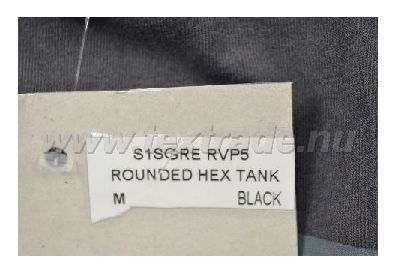 www.textrade.nu
S1SGRE RVP5
ROUNDED HEX TANK
M BLACK